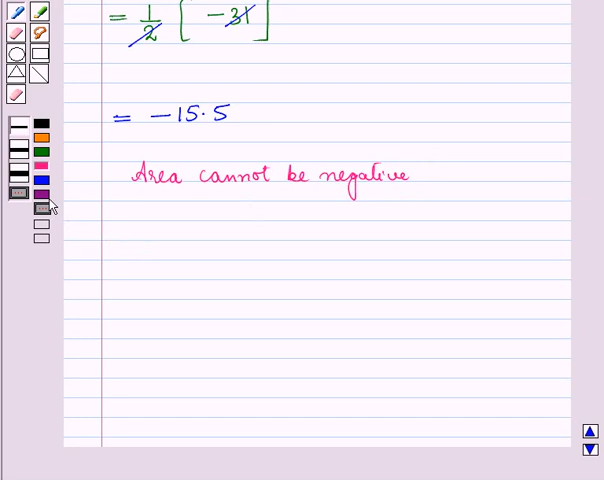 = 1/2 [ -31 ]
= -15.5
Area cannot be negative